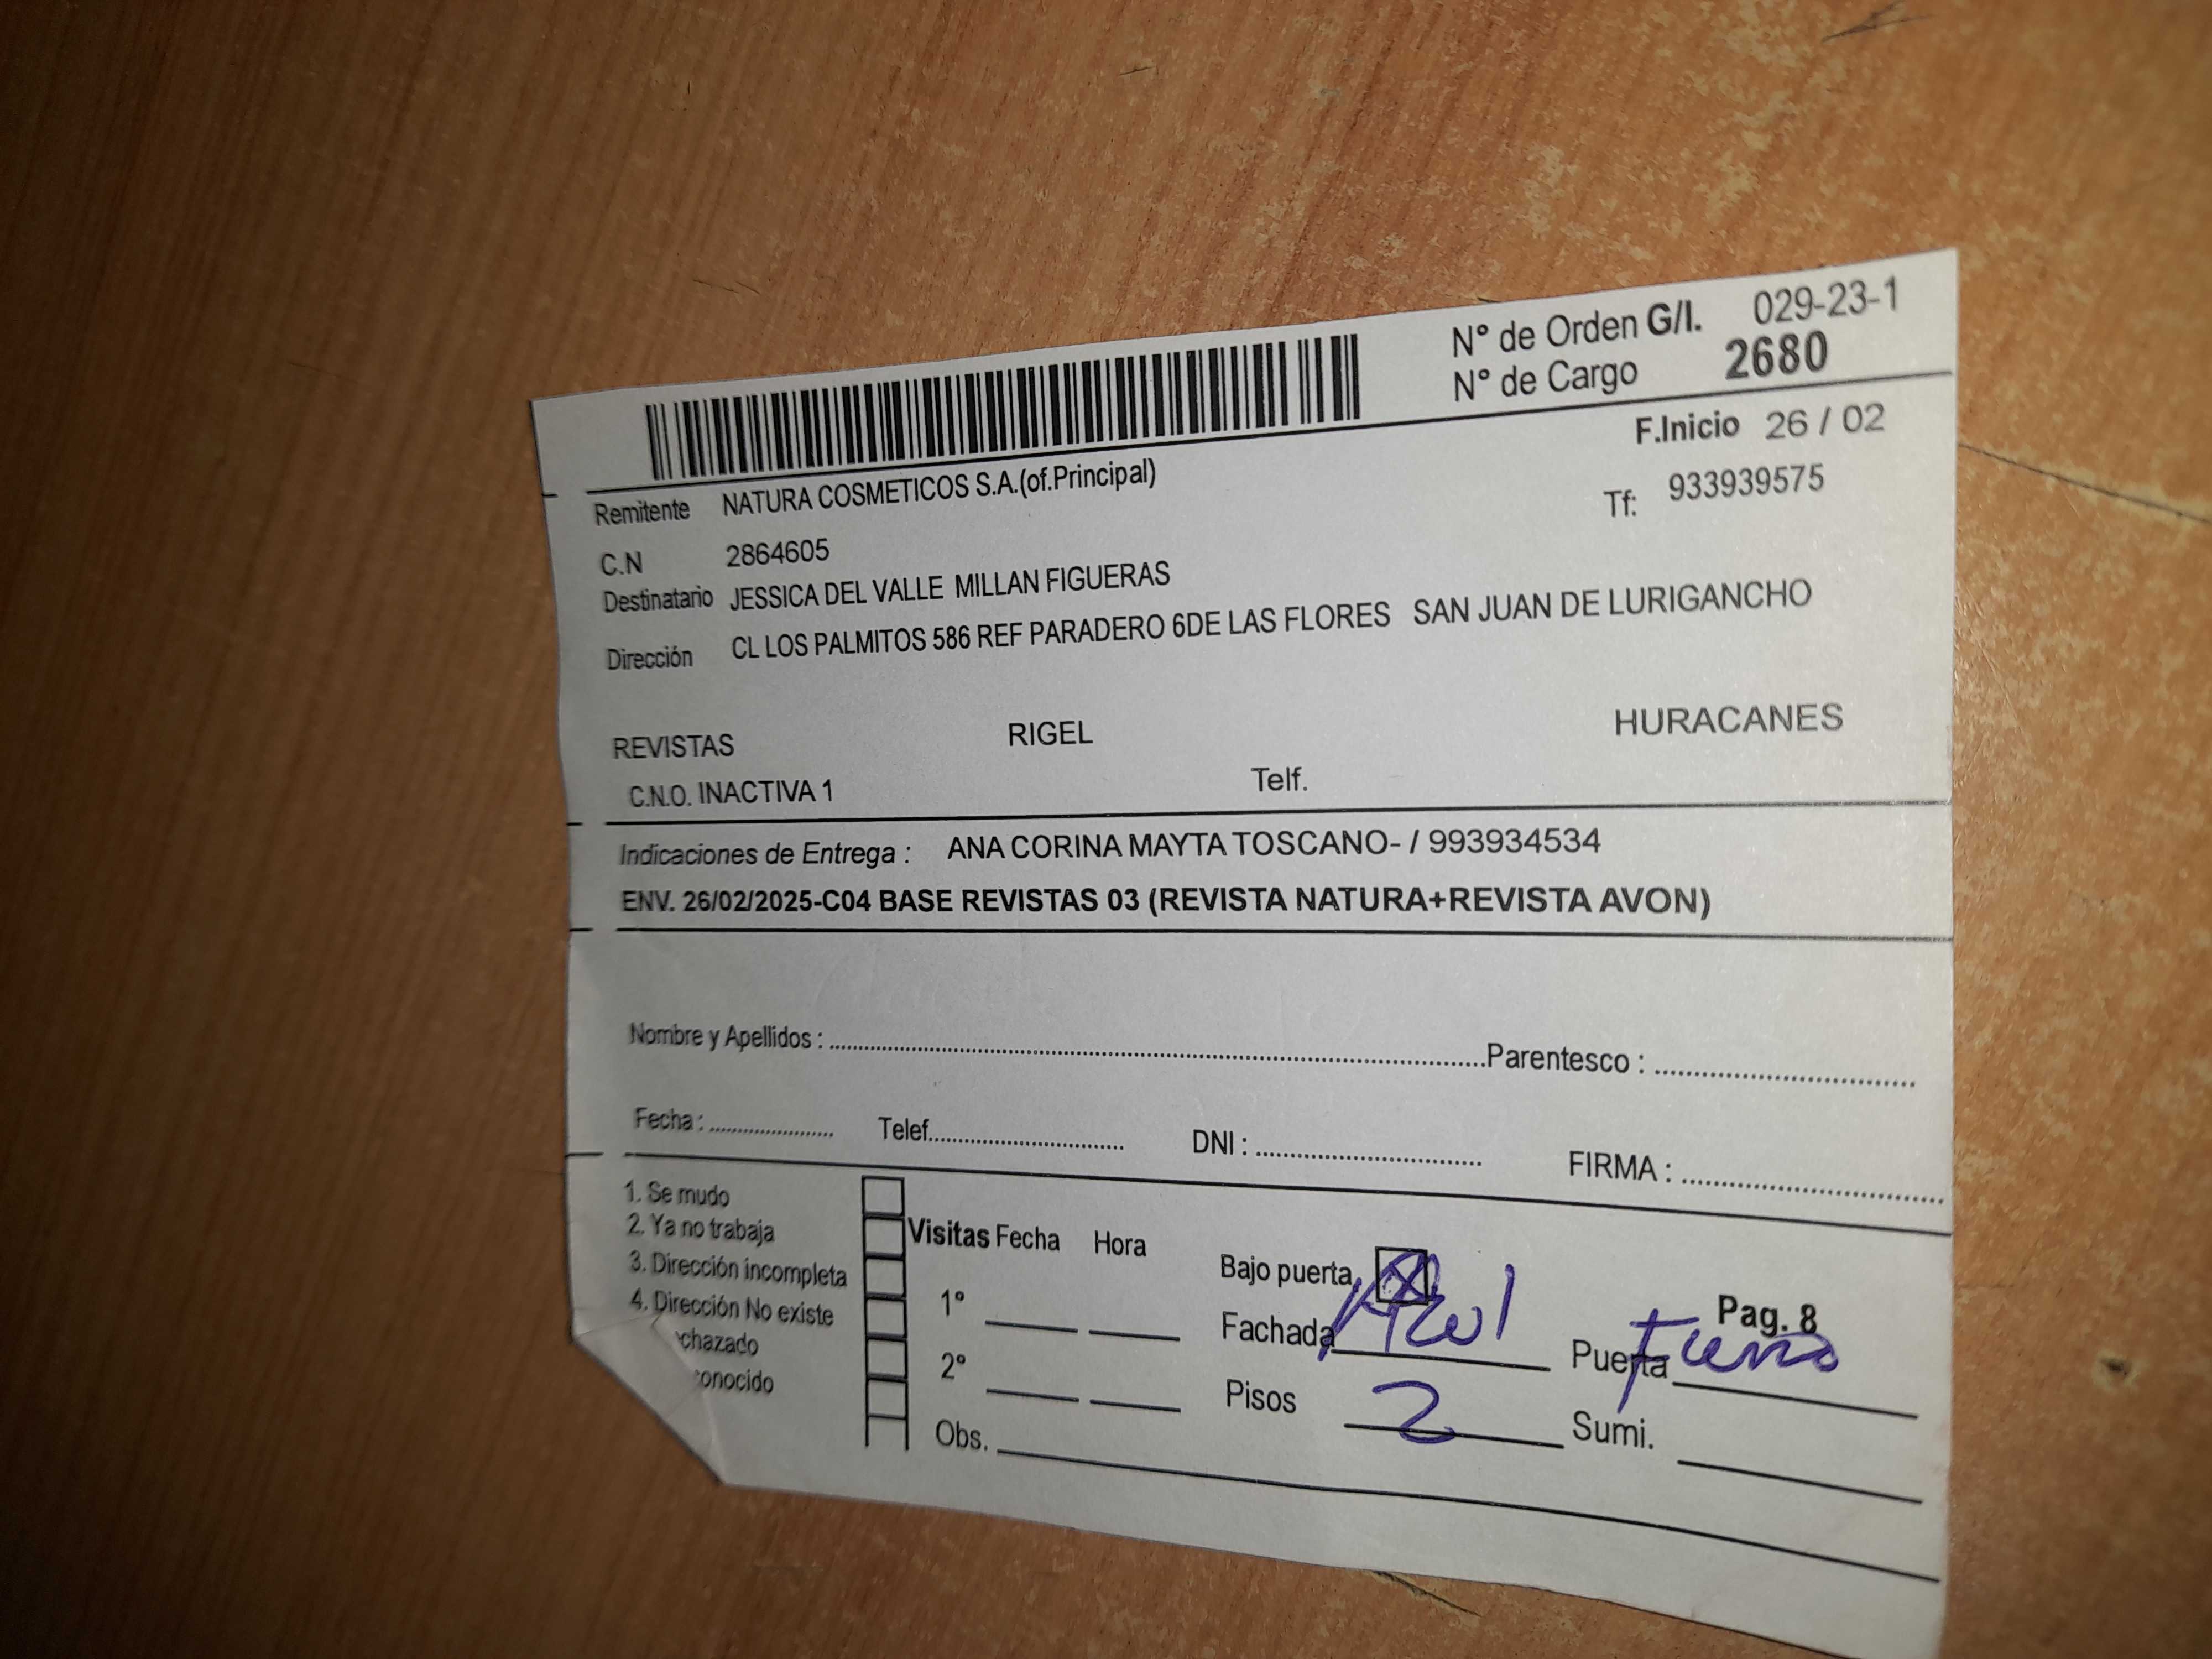 N° de Orden G/I. 029-23-1
N° de Cargo 2680
F.Inicio 26 / 02
Remitente NATURA COSMETICOS S.A.(of.Principal)
Tf: 933939575
C.N 2864605
Destinatario JESSICA DEL VALLE MILLAN FIGUERAS
Dirección CL LOS PALMITOS 586 REF PARADERO 6DE LAS FLORES SAN JUAN DE LURIGANCHO
REVISTAS RIGEL HURACANES
C.N.O. INACTIVA 1 Telf.
Indicaciones de Entrega : ANA CORINA MAYTA TOSCANO- / 993934534
ENV. 26/02/2025-C04 BASE REVISTAS 03 (REVISTA NATURA+REVISTA AVON)
Nombre y Apellidos : Parentesco :
Fecha : Telef. DNI : FIRMA :
1. Se mudo
2. Ya no trabaja
3. Dirección incompleta
4. Dirección No existe
chazado
onocido
Visitas Fecha Hora
1°
2°
Obs.
Bajo puerta
Pag. 8
Fachada Azul Puerta
Pisos 2 Sumi.